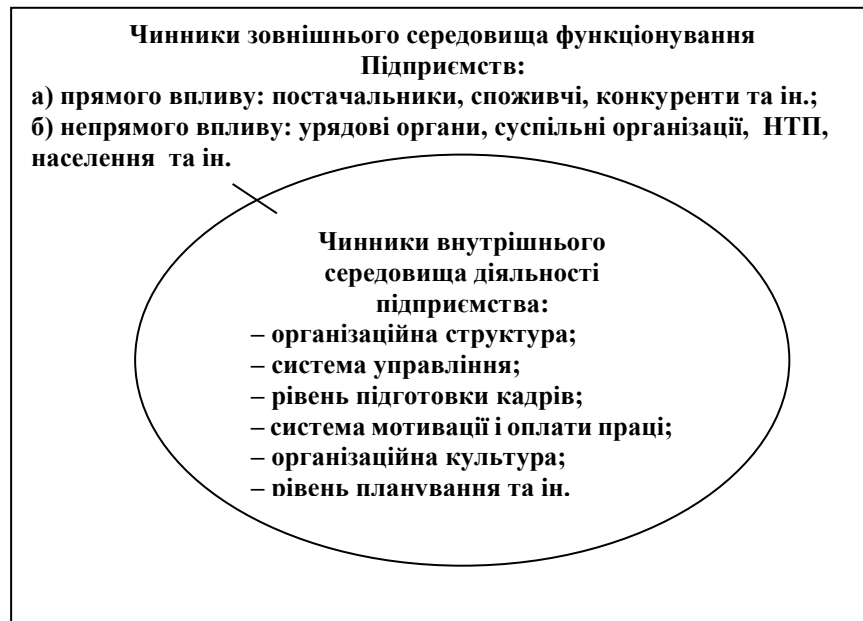 Чинники зовнішнього середовища функціонування
Підприємств:
а) прямого впливу: постачальники, споживчі, конкуренти та ін.;
б) непрямого впливу: урядові органи, суспільні організації, НТП,
населення та ін.
Чинники внутрішнього
середовища діяльності
підприємства:
– організаційна структура;
– система управління;
– рівень підготовки кадрів;
– система мотивації і оплати праці;
– організаційна культура;
– рівень планування та ін.